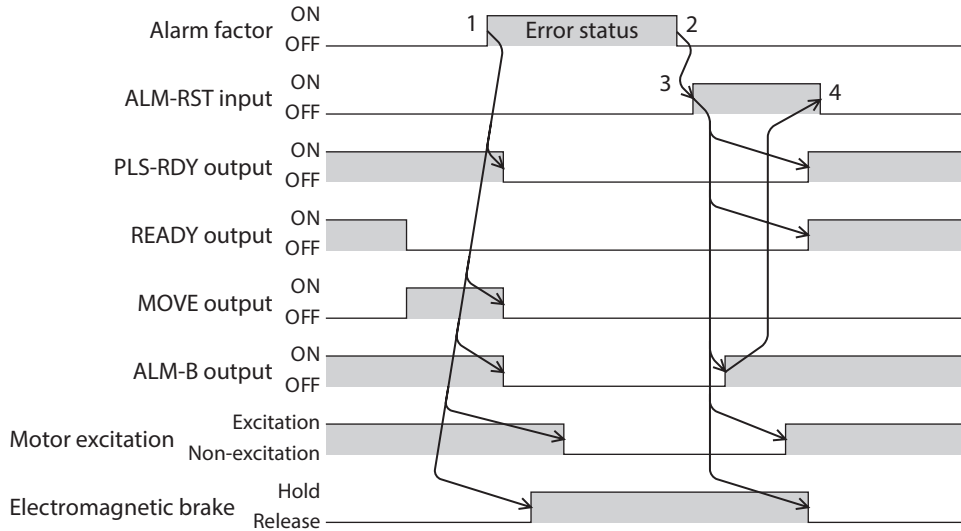 Alarm factor ON OFF 1 Error status 2
ALM-RST input ON OFF 3 4
PLS-RDY output ON OFF
READY output ON OFF
MOVE output ON OFF
ALM-B output ON OFF
Motor excitation Excitation Non-excitation
Electromagnetic brake Hold Release